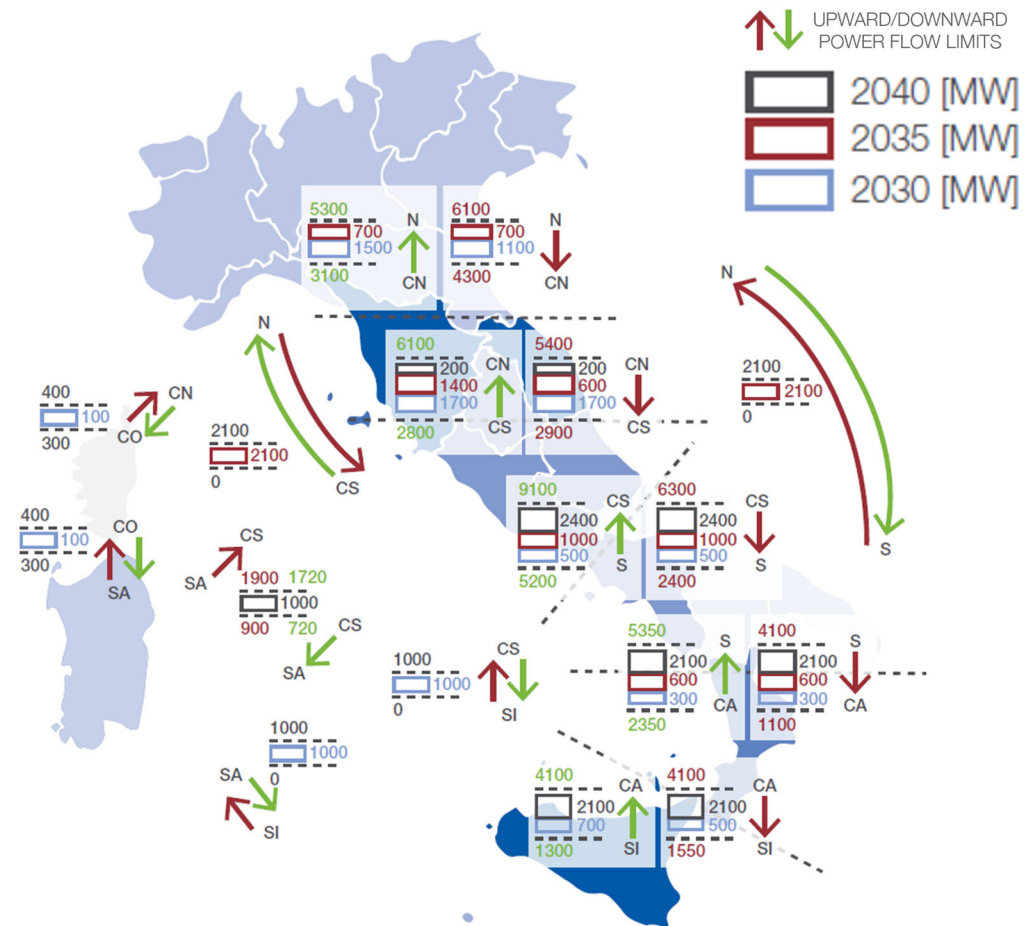 UPWARD/DOWNWARD
POWER FLOW LIMITS
2040 [MW]
2035 [MW]
2030 [MW]
5300
700
1500
3100
N
CN
6100
700
1100
4300
N
CN
N
S
2100
2100
0
N
CS
2100
2100
0
6100
200
1400
1700
2800
CN
CS
5400
200
600
1700
2900
CN
CS
400
100
300
CN
CO
400
100
300
CO
SA
9100
2400
1000
500
5200
CS
S
6300
2400
1000
500
2400
CS
S
CS
SA
1900 1720
1000
900 720
CS
SA
1000
1000
0
CS
SI
5350
2100
600
300
2350
S
CA
4100
2100
600
300
1100
S
CA
1000
1000
0
SA
SI
4100
2100
700
1300
CA
SI
4100
2100
500
1550
CA
SI